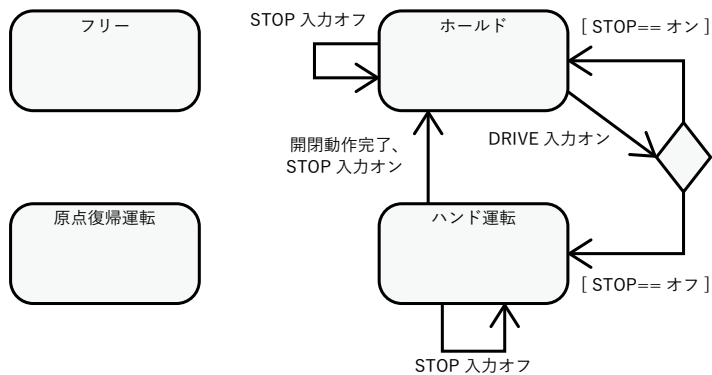 STOP 入力オフ
フリー
ホールド
[ STOP== オン ]
開閉動作完了、
STOP 入力オン
DRIVE 入力オン
原点復帰運転
ハンド運転
[ STOP== オフ ]
STOP 入力オフ